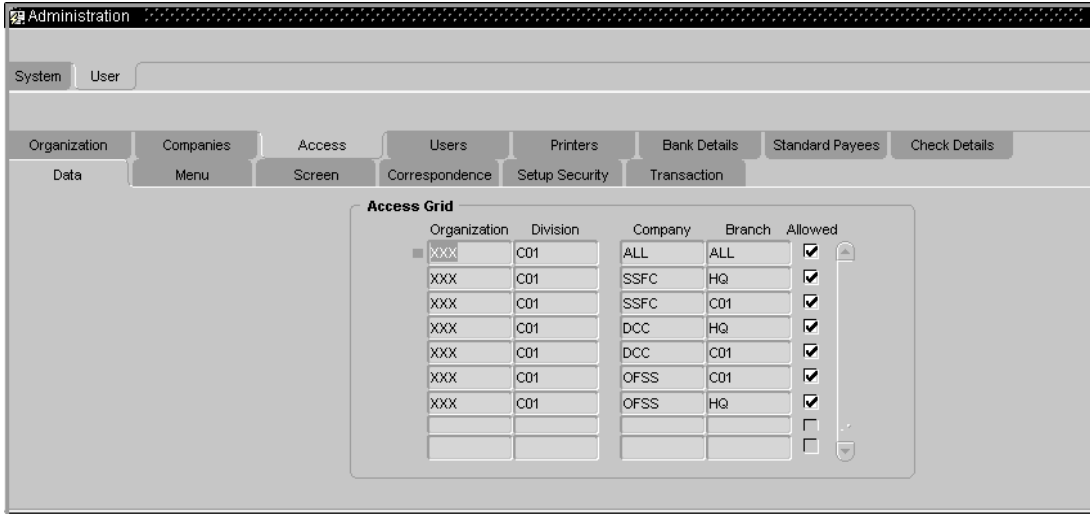 Administration
System User
Organization Companies Access Users Printers Bank Details Standard Payees Check Details
Data Menu Screen Correspondence Setup Security Transaction
Access Grid
Organization Division Company Branch Allowed
XXX C01 ALL ALL
XXX C01 SSFC HQ
XXX C01 SSFC C01
XXX C01 DCC HQ
XXX C01 DCC C01
XXX C01 OFSS C01
XXX C01 OFSS HQ